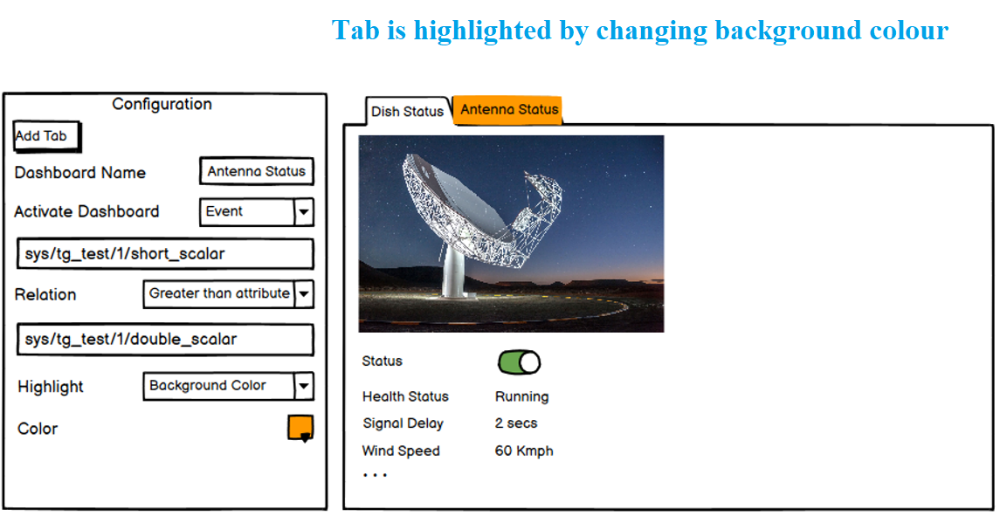 Tab is highlighted by changing background colour
Configuration
Add Tab
Dashboard Name
Antenna Status
Activate Dashboard
Event
sys/tg_test/1/short_scalar
Relation
Greater than attribute
sys/tg_test/1/double_scalar
Highlight
Background Color
Color
Dish Status
Antenna Status
Status
Health Status
Running
Signal Delay
2 secs
Wind Speed
60 Kmph
...